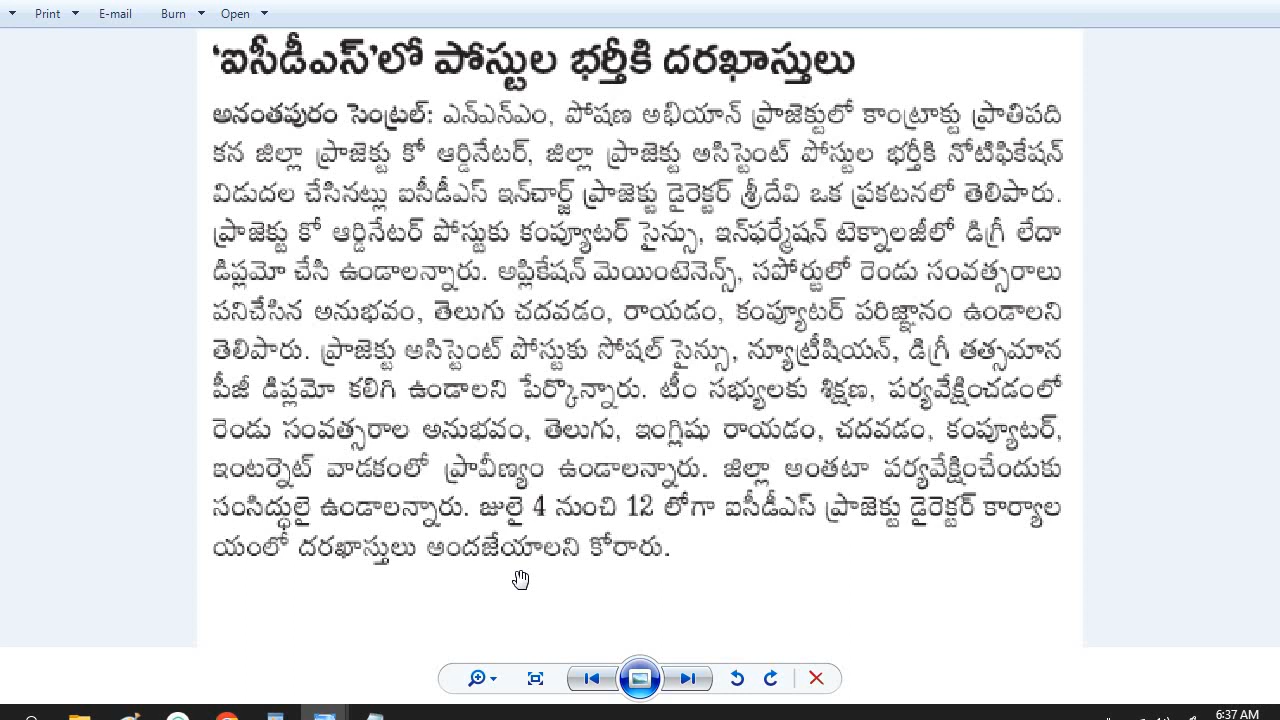 Print E-mail Burn Open
‘ఐసీడీఎస్’లో పోస్టుల భర్తీకి దరఖాస్తులు
అనంతపురం సెంట్రల్: ఎన్ఎన్ఎం, పోషణ అభియాన్ ప్రాజెక్టులో కాంట్రాక్టు ప్రాతిపది
కన జిల్లా ప్రాజెక్టు కో ఆర్డినేటర్, జిల్లా ప్రాజెక్టు అసిస్టెంట్ పోస్టుల భర్తీకి నోటిఫికేషన్
విడుదల చేసినట్లు ఐసీడీఎస్ ఇన్‌చార్జ్ ప్రాజెక్టు డైరెక్టర్ శ్రీదేవి ఒక ప్రకటనలో తెలిపారు.
ప్రాజెక్టు కో ఆర్డినేటర్ పోస్టుకు కంప్యూటర్ సైన్సు, ఇన్‌ఫర్మేషన్ టెక్నాలజీలో డిగ్రీ లేదా
డిప్లమో చేసి ఉండాలన్నారు. అప్లికేషన్ మెయింటెనెన్స్, సపోర్టులో రెండు సంవత్సరాలు
పనిచేసిన అనుభవం, తెలుగు చదవడం, రాయడం, కంప్యూటర్ పరిజ్ఞానం ఉండాలని
తెలిపారు. ప్రాజెక్టు అసిస్టెంట్ పోస్టుకు సోషల్ సైన్సు, న్యూట్రీషియన్, డిగ్రీ తత్సమాన
పీజీ డిప్లమో కలిగి ఉండాలని పేర్కొన్నారు. టీం సభ్యులకు శిక్షణ, పర్యవేక్షించడంలో
రెండు సంవత్సరాల అనుభవం, తెలుగు, ఇంగ్లిషు రాయడం, చదవడం, కంప్యూటర్,
ఇంటర్నెట్ వాడకంలో ప్రావీణ్యం ఉండాలన్నారు. జిల్లా అంతటా పర్యవేక్షించేందుకు
సంసిద్ధులై ఉండాలన్నారు. జులై 4 నుంచి 12 లోగా ఐసీడీఎస్ ప్రాజెక్టు డైరెక్టర్ కార్యాల
యంలో దరఖాస్తులు అందజేయాలని కోరారు.
6:37 AM